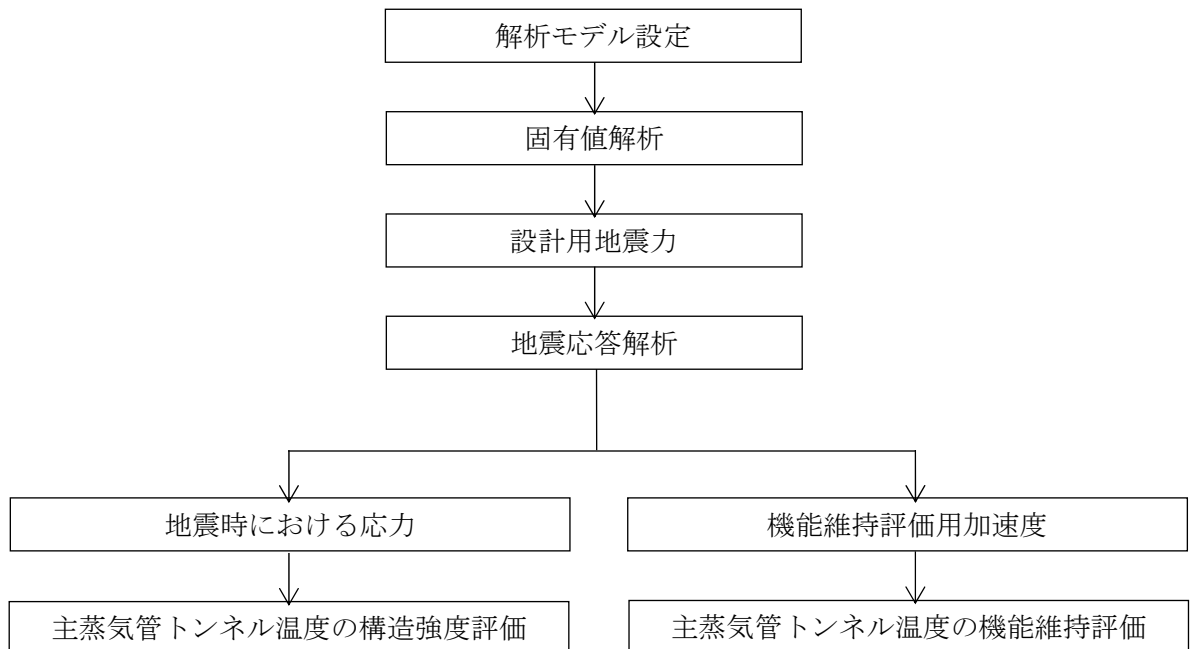 解析モデル設定
固有値解析
設計用地震力
地震応答解析
地震時における応力
機能維持評価用加速度
主蒸気管トンネル温度の構造強度評価
主蒸気管トンネル温度の機能維持評価